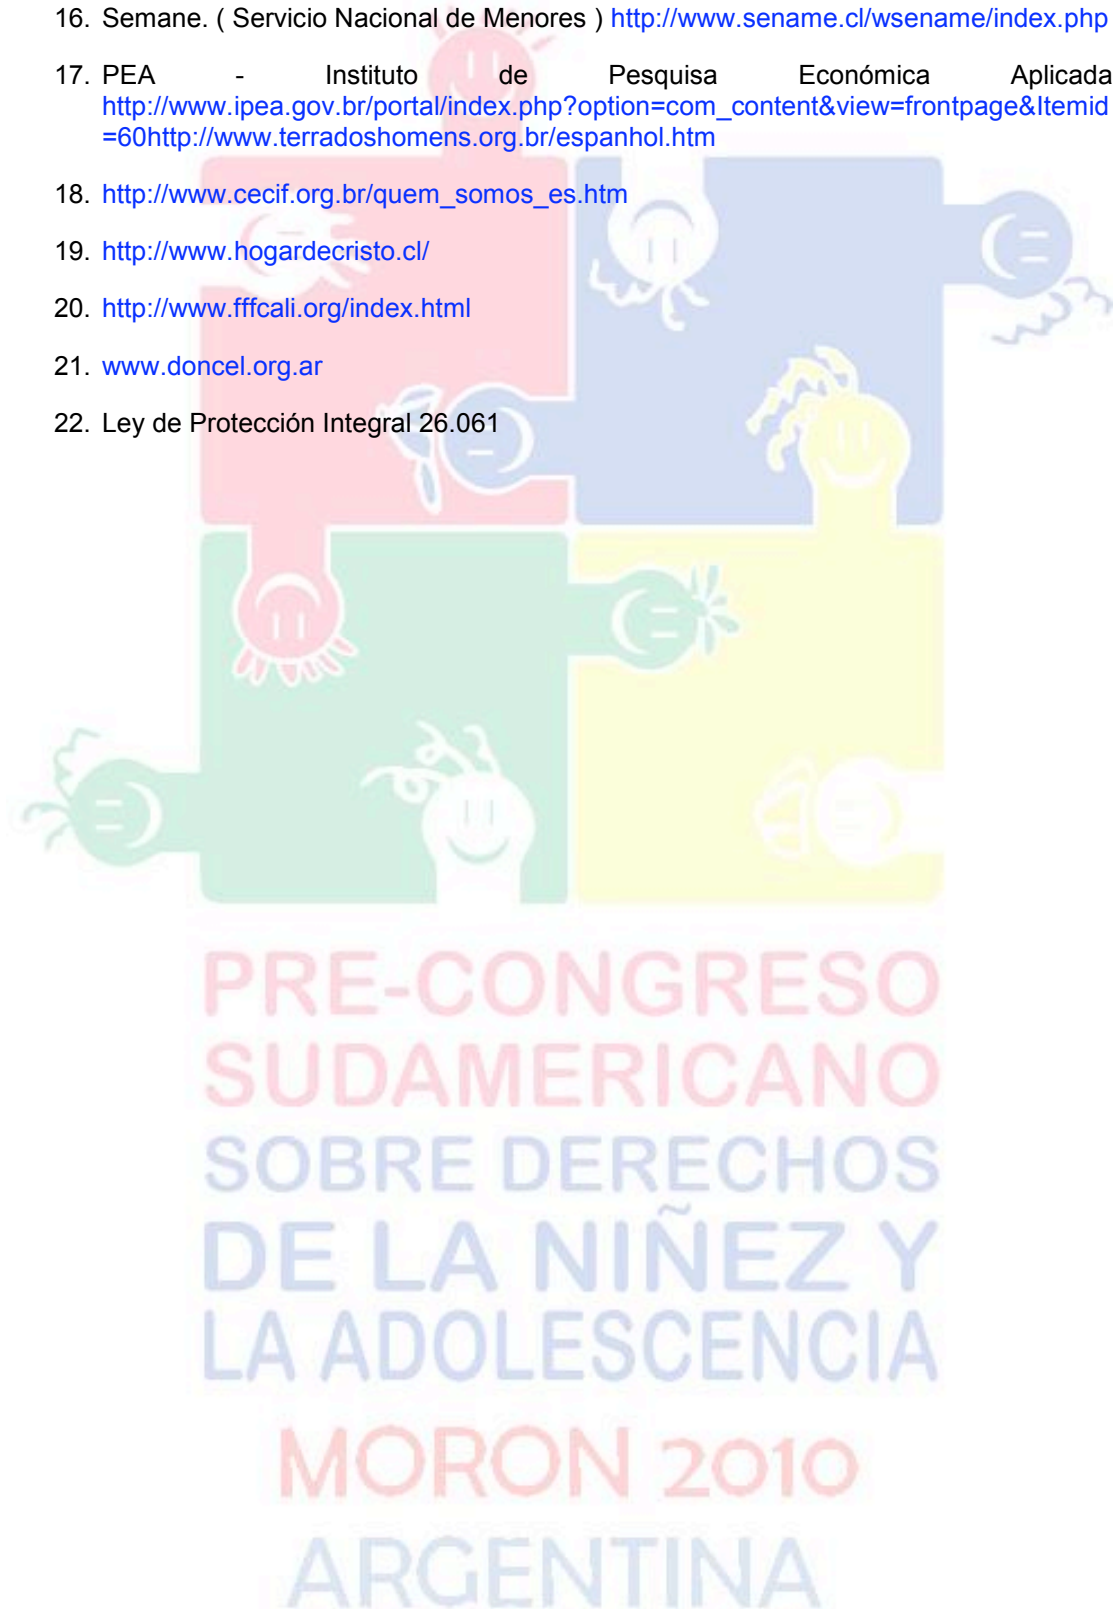 16. Semane. ( Servicio Nacional de Menores ) http://www.sename.cl/wsename/index.php
17. PEA - Instituto de Pesquisa Económica Aplicada
http://www.ipea.gov.br/portal/index.php?option=com_content&view=frontpage&Itemid
=60http://www.terradoshomens.org.br/espanhol.htm
18. http://www.cecif.org.br/quem_somos_es.htm
19. http://www.hogardecristo.cl/
20. http://www.fffcali.org/index.html
21. www.doncel.org.ar
22. Ley de Protección Integral 26.061
PRE-CONGRESO
SUDAMERICANO
SOBRE DERECHOS
DE LA NIÑEZ Y
LA ADOLESCENCIA
MORON 2010
ARGENTINA